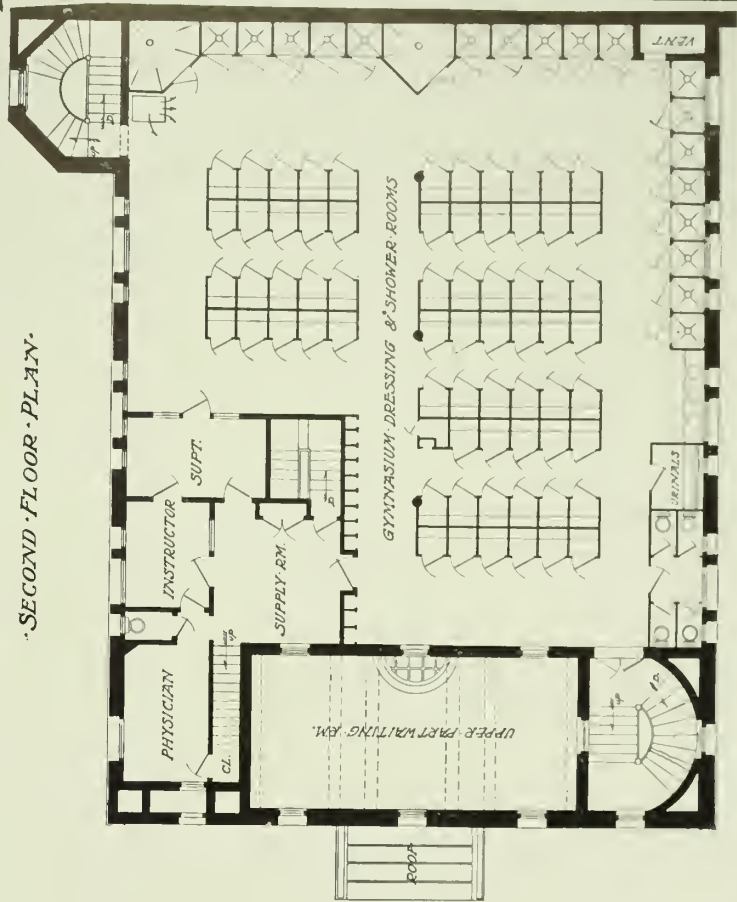 ·SECOND·FLOOR·PLAN·
VENT
UP
D
GYMNASIUM·DRESSING·&·SHOWER·ROOMS
SUPT.
INSTRUCTOR
D
SUPPLY·RM.
URINALS
PHYSICIAN
UP
CL.
UPPER·PART WAITING·RM.
UP
D
ROOF